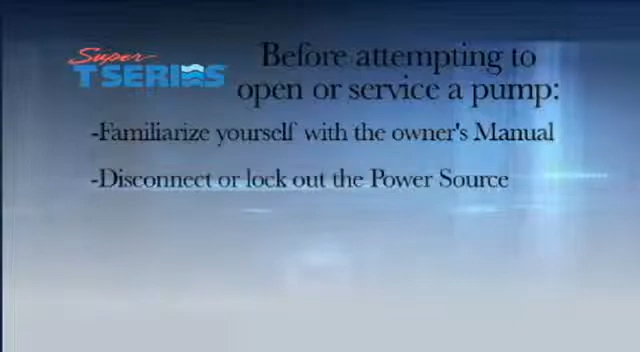 Super
T SERIES
Before attempting to
open or service a pump:
-Familiarize yourself with the owner's Manual
-Disconnect or lock out the Power Source